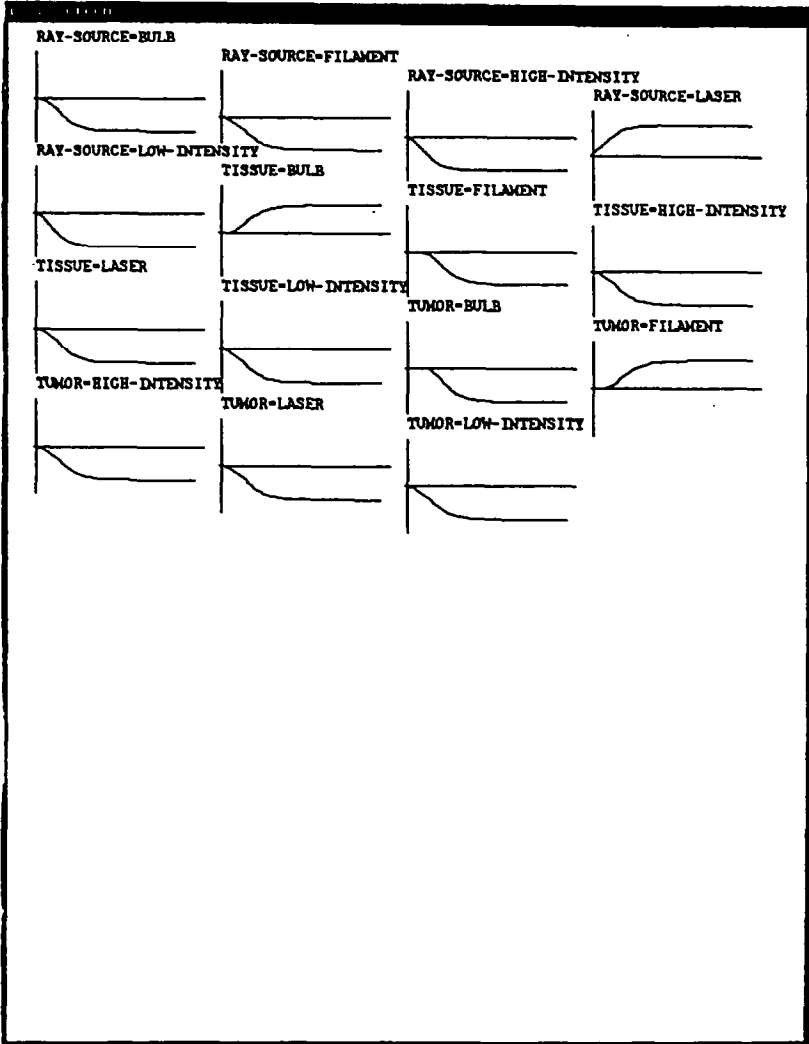 RAY-SOURCE=BULB
RAY-SOURCE=FILAMENT
RAY-SOURCE=HIGH-INTENSITY
RAY-SOURCE=LASER
RAY-SOURCE=LOW-INTENSITY
TISSUE=BULB
TISSUE=FILAMENT
TISSUE=HIGH-INTENSITY
TISSUE=LASER
TISSUE=LOW-INTENSITY
TUMOR=BULB
TUMOR=FILAMENT
TUMOR=HIGH-INTENSITY
TUMOR=LASER
TUMOR=LOW-INTENSITY